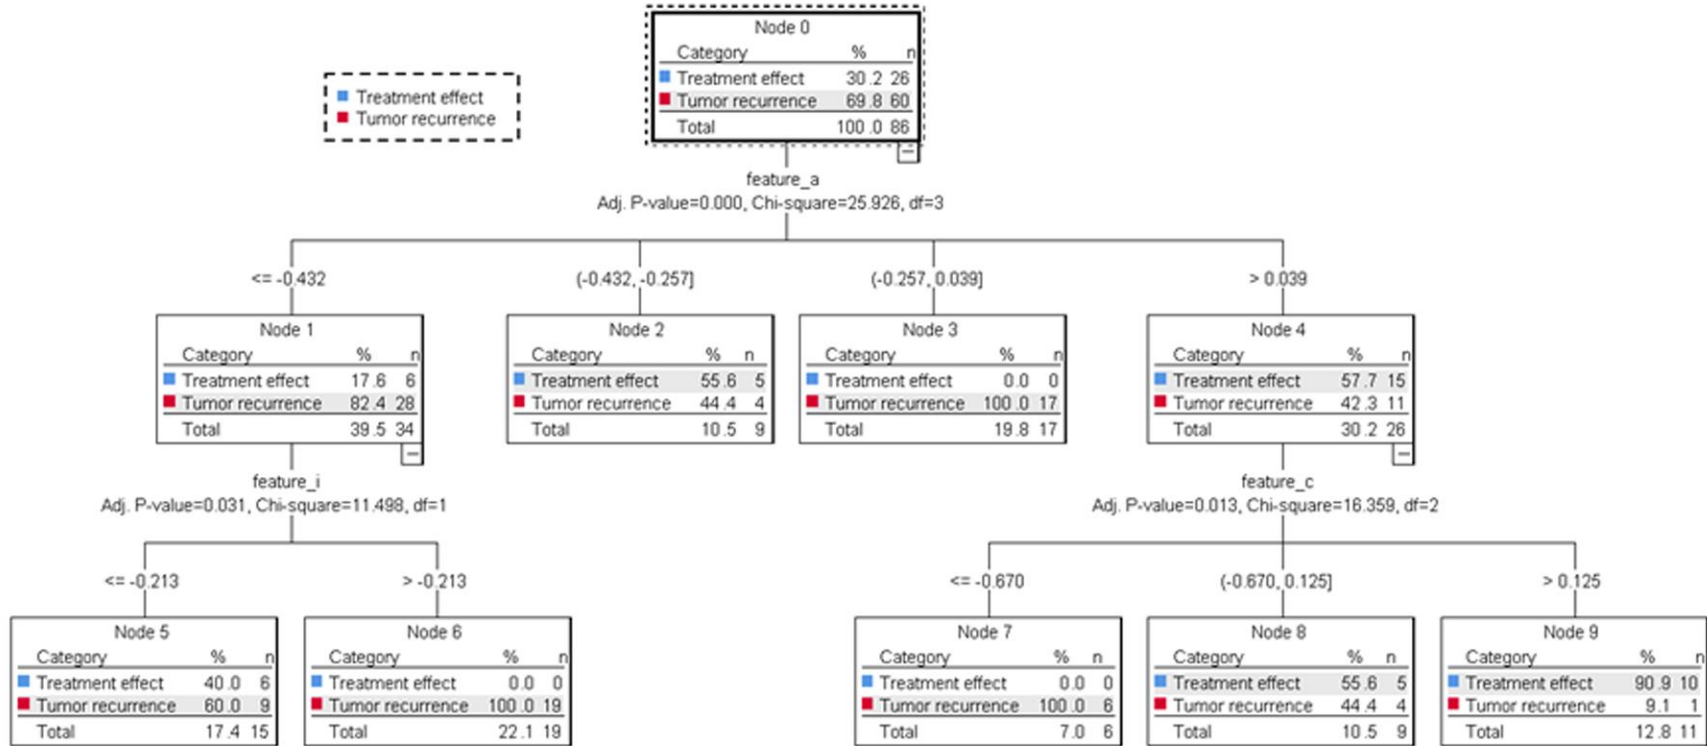 Node 0
Category % n
Treatment effect 30.2 26
Tumor recurrence 69.8 60
Total 100.0 86
Treatment effect
Tumor recurrence
feature_a
Adj. P-value=0.000, Chi-square=25.926, df=3
<= -0.432
(-0.432, -0.257]
(-0.257, 0.039]
> 0.039
Node 1
Category % n
Treatment effect 17.6 6
Tumor recurrence 82.4 28
Total 39.5 34
Node 2
Category % n
Treatment effect 55.6 5
Tumor recurrence 44.4 4
Total 10.5 9
Node 3
Category % n
Treatment effect 0.0 0
Tumor recurrence 100.0 17
Total 19.8 17
Node 4
Category % n
Treatment effect 57.7 15
Tumor recurrence 42.3 11
Total 30.2 26
feature_i
Adj. P-value=0.031, Chi-square=11.498, df=1
feature_c
Adj. P-value=0.013, Chi-square=16.359, df=2
<= -0.213
> -0.213
<= -0.670
(-0.670, 0.125]
> 0.125
Node 5
Category % n
Treatment effect 40.0 6
Tumor recurrence 60.0 9
Total 17.4 15
Node 6
Category % n
Treatment effect 0.0 0
Tumor recurrence 100.0 19
Total 22.1 19
Node 7
Category % n
Treatment effect 0.0 0
Tumor recurrence 100.0 6
Total 7.0 6
Node 8
Category % n
Treatment effect 55.6 5
Tumor recurrence 44.4 4
Total 10.5 9
Node 9
Category % n
Treatment effect 90.9 10
Tumor recurrence 9.1 1
Total 12.8 11